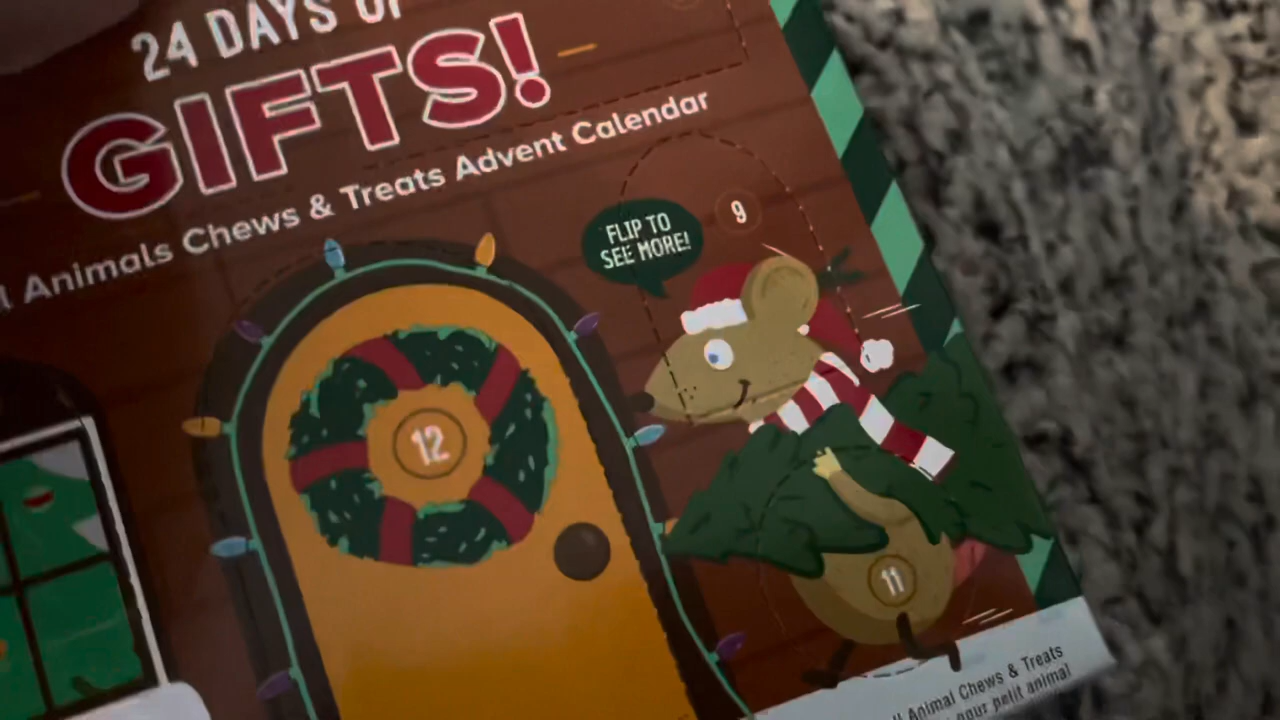 24 DAYS OF
GIFTS!
Animals Chews & Treats Advent Calendar
9
FLIP TO
SEE MORE!
12
11
Animal Chews & Treats
pour petit animal